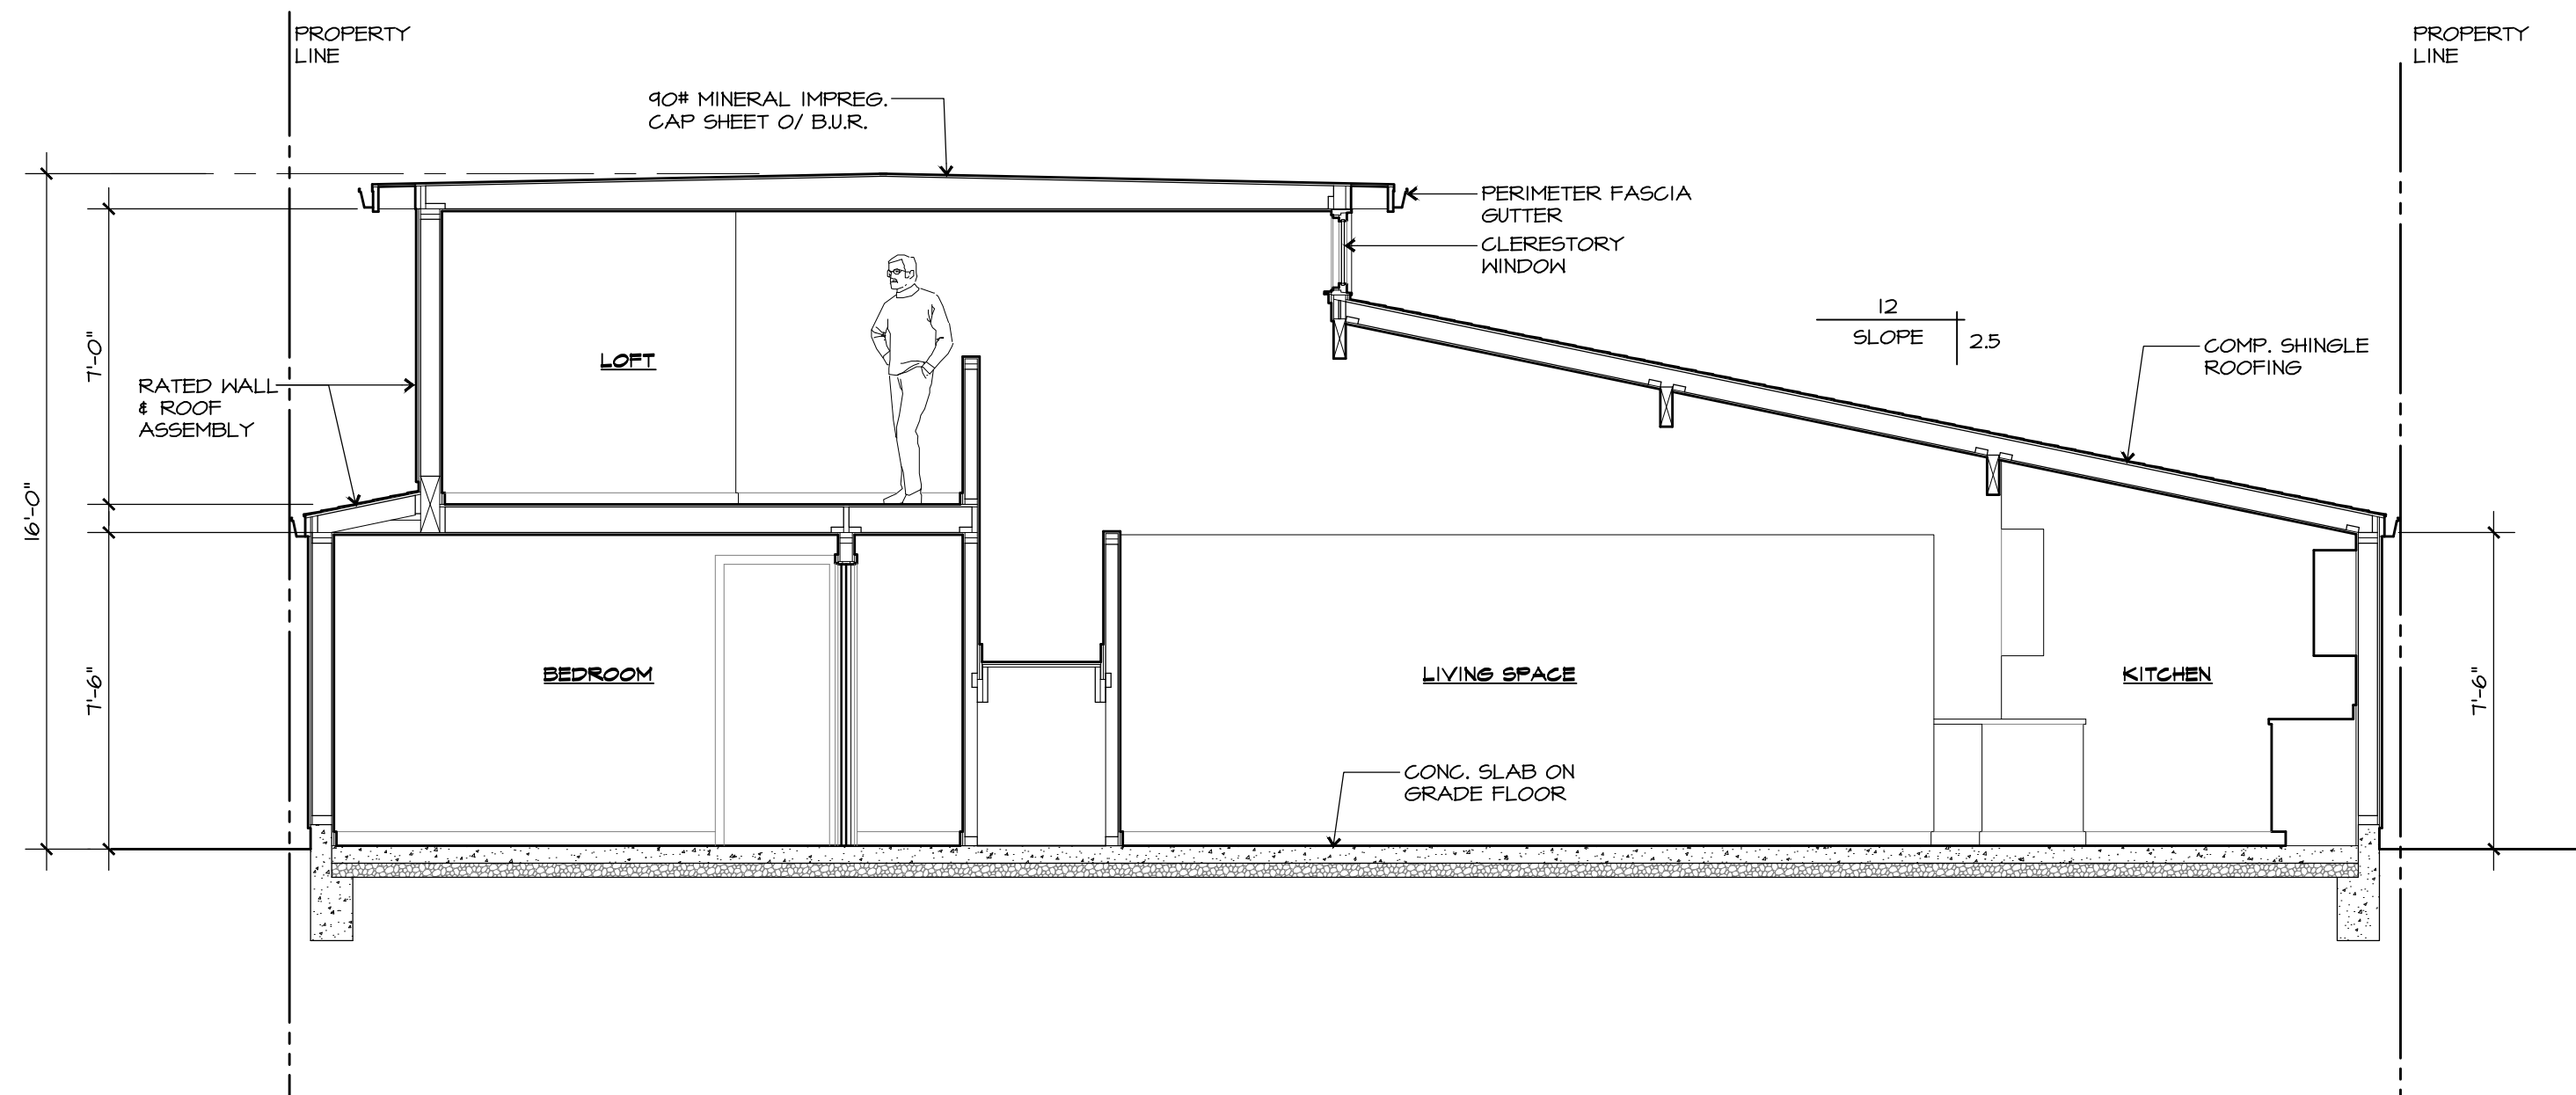 PROPERTY
LINE
PROPERTY
LINE
90# MINERAL IMPREG.
CAP SHEET O/ B.U.R.
PERIMETER FASCIA
GUTTER
CLERESTORY
WINDOW
12
SLOPE
2.5
COMP. SHINGLE
ROOFING
LOFT
7'-0"
RATED WALL
& ROOF
ASSEMBLY
16'-0"
BEDROOM
LIVING SPACE
KITCHEN
7'-6"
7'-6"
CONC. SLAB ON
GRADE FLOOR